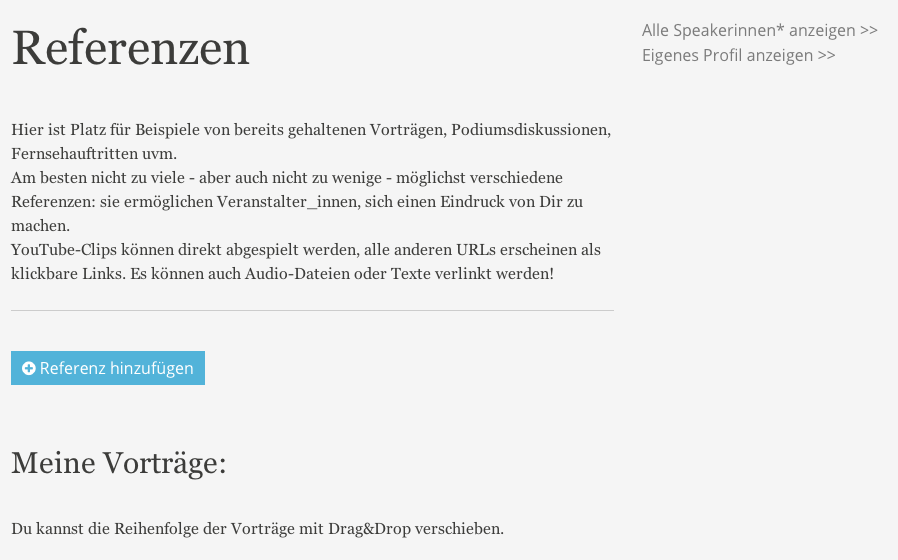 Referenzen
Alle Speakerinnen* anzeigen >>
Eigenes Profil anzeigen >>
Hier ist Platz für Beispiele von bereits gehaltenen Vorträgen, Podiumsdiskussionen,
Fernsehauftritten uvm.
Am besten nicht zu viele - aber auch nicht zu wenige - möglichst verschiedene
Referenzen: sie ermöglichen Veranstalter_innen, sich einen Eindruck von Dir zu
machen.
YouTube-Clips können direkt abgespielt werden, alle anderen URLs erscheinen als
klickbare Links. Es können auch Audio-Dateien oder Texte verlinkt werden!
Referenz hinzufügen
Meine Vorträge:
Du kannst die Reihenfolge der Vorträge mit Drag&Drop verschieben.